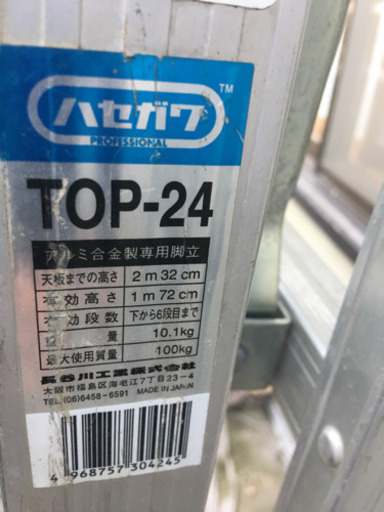 ハセガワ TM
PROFESSIONAL
TOP-24
アルミ合金製専用脚立
天板までの高さ 2m32cm
有効高さ 1m72cm
有効段数 下から6段目まで
質量 10.1kg
最大使用質量 100kg
長谷川工業株式会社
大阪市福島区海老江7丁目23-4
TEL (06)6458-6591 MADE IN JAPAN
4 968757 304245